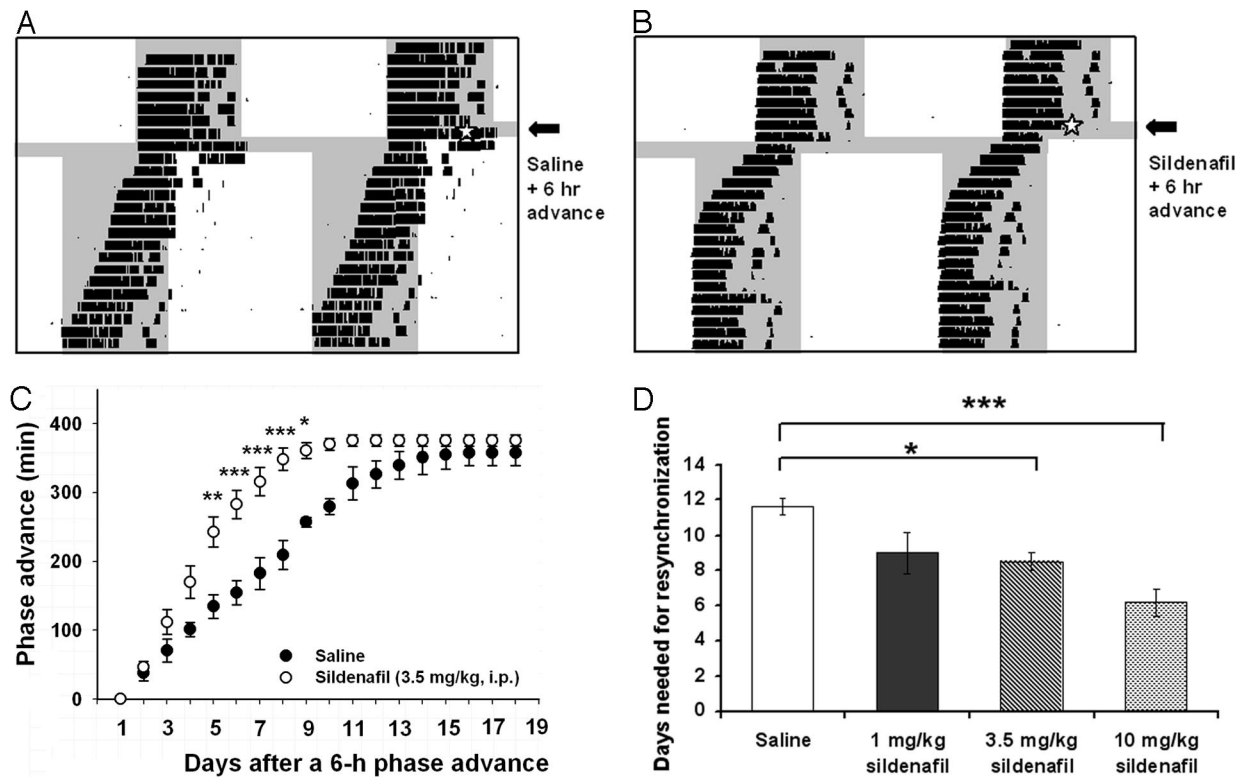 A
Saline
+ 6 hr
advance
B
Sildenafil
+ 6 hr
advance
C
Phase advance (min)
400
300
200
100
0
**
***
***
***
*
Saline
Sildenafil (3.5 mg/kg, i.p.)
1 3 5 7 9 11 13 15 17 19
Days after a 6-h phase advance
D
Days needed for resynchronization
***
*
14
12
10
8
6
4
2
0
Saline
1 mg/kg
sildenafil
3.5 mg/kg
sildenafil
10 mg/kg
sildenafil